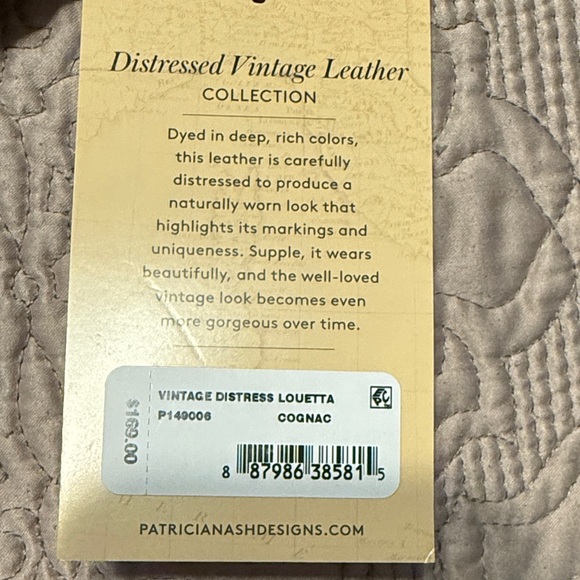 Distressed Vintage Leather
COLLECTION
Dyed in deep, rich colors,
this leather is carefully
distressed to produce a
naturally worn look that
highlights its markings and
uniqueness. Supple, it wears
beautifully, and the well-loved
vintage look becomes even
more gorgeous over time.
$169.00
VINTAGE DISTRESS LOUETTA
P149006 COGNAC
8 87986 38581 5
PATRICIANASHDESIGNS.COM